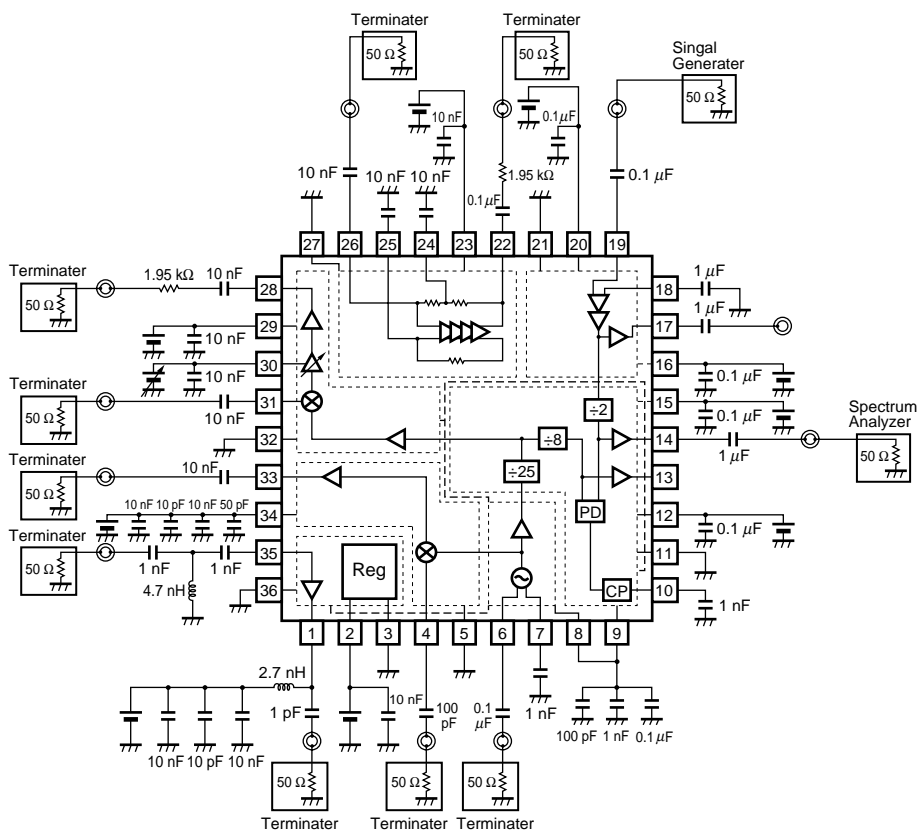 Terminater
50 Ω
Terminater
50 Ω
Singal
Generater
50 Ω
10 nF
0.1 µF
10 nF
10 nF
10 nF
1.95 kΩ
0.1 µF
0.1 µF
27
26
25
24
23
22
21
20
19
Terminater
50 Ω
1.95 kΩ
10 nF
28
29
10 nF
30
10 nF
Terminater
50 Ω
10 nF
31
32
Terminater
50 Ω
10 nF
33
10 nF
10 pF
10 nF
50 pF
34
Terminater
50 Ω
1 nF
1 nF
4.7 nH
35
36
÷2
÷8
÷25
PD
CP
Reg
18
1 µF
17
1 µF
16
0.1 µF
15
0.1 µF
14
1 µF
Spectrum
Analyzer
50 Ω
13
12
0.1 µF
11
10
1 nF
1
2
3
4
5
6
7
8
9
2.7 nH
1 pF
10 nF
10 pF
10 nF
10 nF
100
pF
0.1
µF
1 nF
100 pF
1 nF
0.1 µF
50 Ω
50 Ω
50 Ω
Terminater
Terminater
Terminater